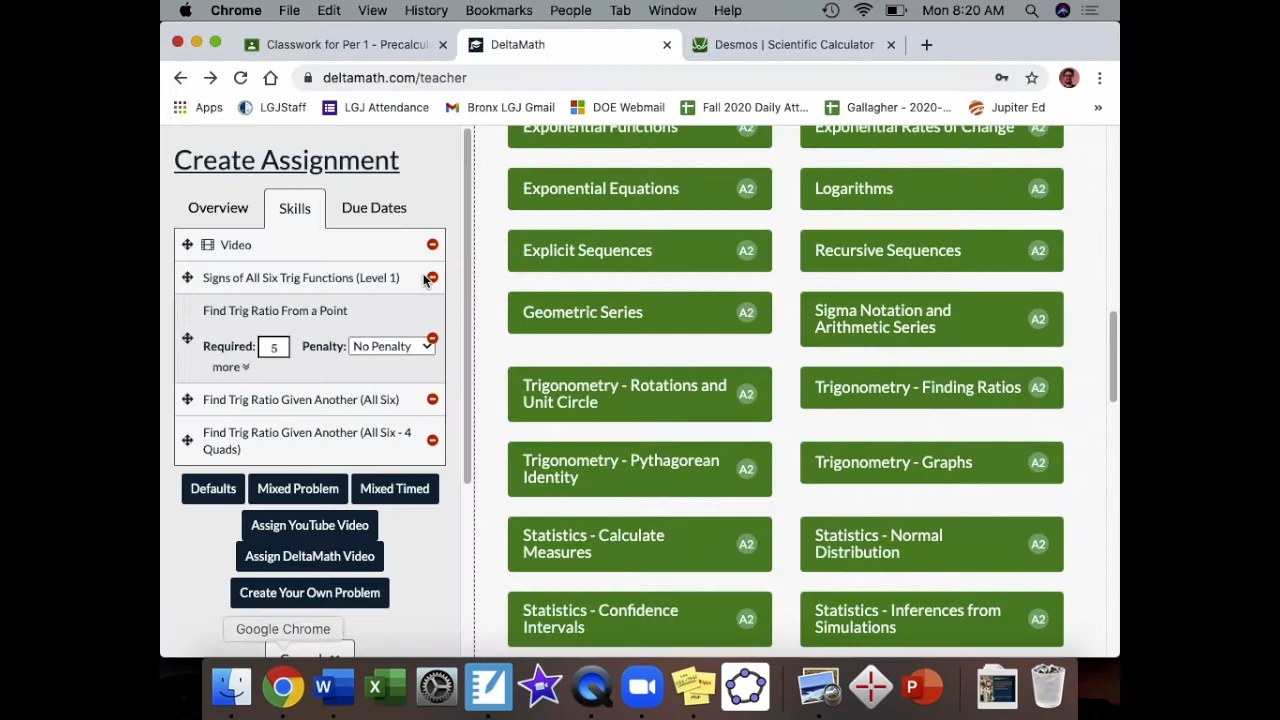 Chrome File Edit View History Bookmarks People Tab Window Help Mon 8:20 AM
Classwork for Per 1 - Precalcul DeltaMath Desmos | Scientific Calculator
deltamath.com/teacher
Apps LGJStaff LGJ Attendance Bronx LGJ Gmail DOE Webmail Fall 2020 Daily Att... Gallagher - 2020-... Jupiter Ed »
Create Assignment
Overview Skills Due Dates
Video
Signs of All Six Trig Functions (Level 1)
Find Trig Ratio From a Point
Required: 5 Penalty: No Penalty
more
Find Trig Ratio Given Another (All Six)
Find Trig Ratio Given Another (All Six - 4
Quads)
Defaults Mixed Problem Mixed Timed
Assign YouTube Video
Assign DeltaMath Video
Create Your Own Problem
Google Chrome
Exponential Functions A2
Exponential Rates of Change A2
Exponential Equations A2
Logarithms A2
Explicit Sequences A2
Recursive Sequences A2
Geometric Series A2
Sigma Notation and
Arithmetic Series A2
Trigonometry - Rotations and
Unit Circle A2
Trigonometry - Finding Ratios A2
Trigonometry - Pythagorean
Identity A2
Trigonometry - Graphs A2
Statistics - Calculate
Measures A2
Statistics - Normal
Distribution A2
Statistics - Confidence
Intervals A2
Statistics - Inferences from
Simulations A2